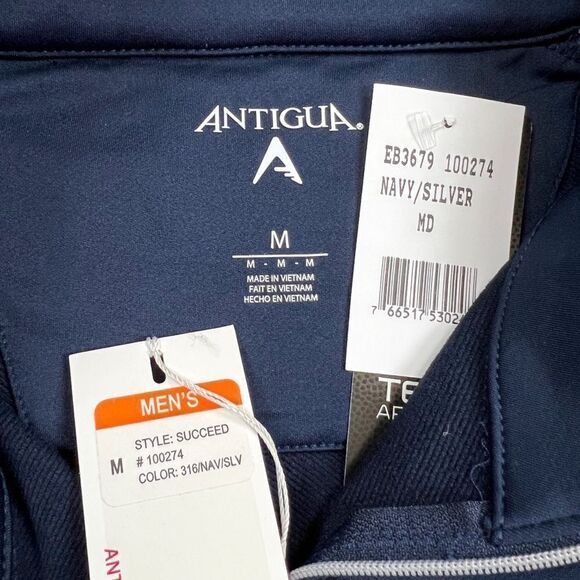 ANTIGUA®
M
M - M - M
MADE IN VIETNAM
FAIT EN VIETNAM
HECHO EN VIETNAM
EB3679 100274
NAVY/SILVER
MD
7 66517 5302
MEN'S
STYLE: SUCCEED
M # 100274
COLOR: 316/NAV/SLV